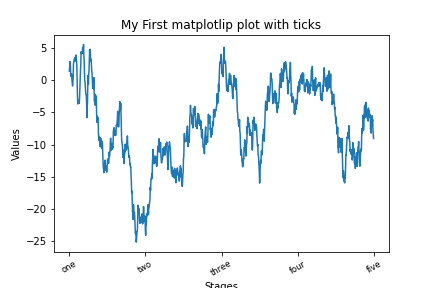 My First matplotlip plot with ticks
5
0
−5
−10
−15
−20
−25
Values
one
two
three
four
five
Stages